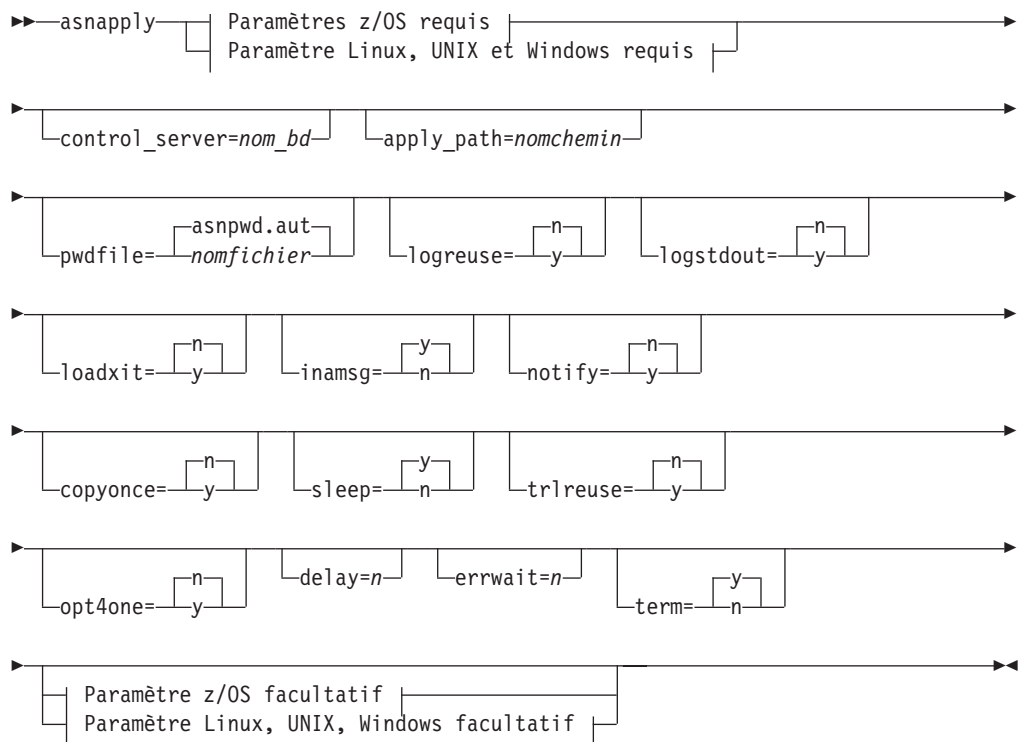 asnapply Paramètres z/OS requis
Paramètre Linux, UNIX et Windows requis
control_server=nom_bd apply_path=nomchemin
asnpwd.aut n n
pwdfile= nomfichier logreuse= y logstdout= y
n y n
loadxit= y inamsg= n notify= y
n y n
copyonce= y sleep= n trlreuse= y
n delay=n errwait=n y
opt4one= y term= n
Paramètre z/OS facultatif
Paramètre Linux, UNIX, Windows facultatif